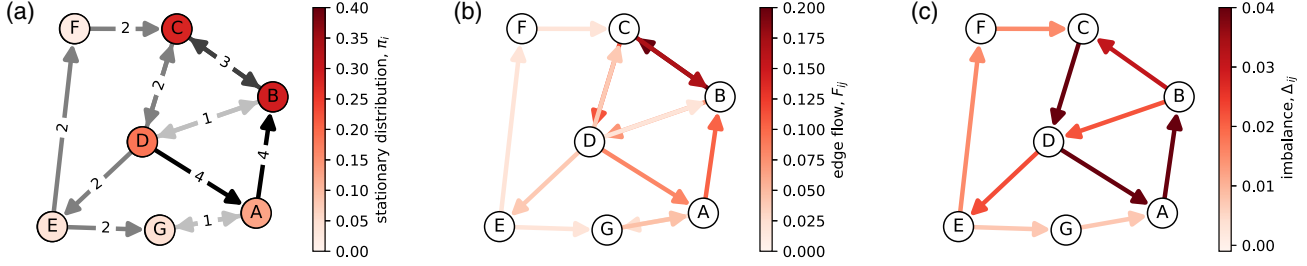 (a)
F
2
C
3
2
B
2
1
D
4
2
4
E
2
G
1
A
0.40
0.35
0.30
0.25
0.20
0.15
0.10
0.05
0.00
stationary distribution, πi
(b)
F
C
B
D
E
G
A
0.200
0.175
0.150
0.125
0.100
0.075
0.050
0.025
0.000
edge flow, Fij
(c)
F
C
B
D
E
G
A
0.04
0.03
0.02
0.01
0.00
imbalance, Δij